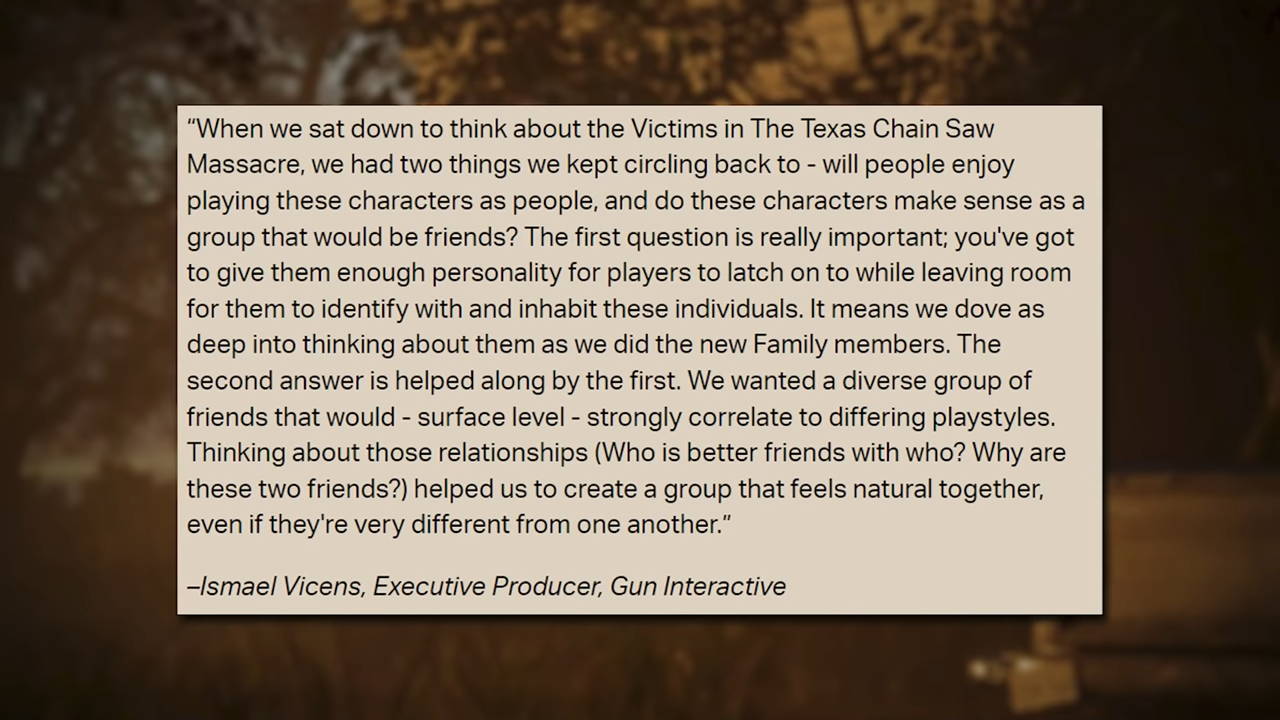 “When we sat down to think about the Victims in The Texas Chain Saw
Massacre, we had two things we kept circling back to - will people enjoy
playing these characters as people, and do these characters make sense as a
group that would be friends? The first question is really important; you've got
to give them enough personality for players to latch on to while leaving room
for them to identify with and inhabit these individuals. It means we dove as
deep into thinking about them as we did the new Family members. The
second answer is helped along by the first. We wanted a diverse group of
friends that would - surface level - strongly correlate to differing playstyles.
Thinking about those relationships (Who is better friends with who? Why are
these two friends?) helped us to create a group that feels natural together,
even if they're very different from one another.”
–Ismael Vicens, Executive Producer, Gun Interactive